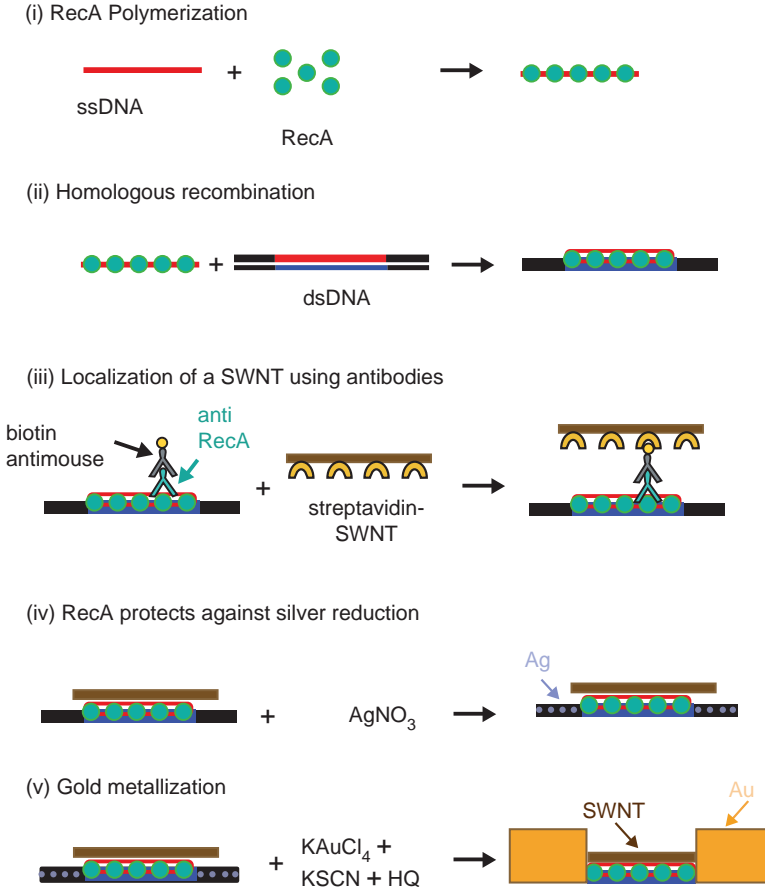 (i) RecA Polymerization
+
ssDNA
RecA
(ii) Homologous recombination
+
dsDNA
(iii) Localization of a SWNT using antibodies
biotin
antimouse
anti
RecA
+
streptavidin-
SWNT
(iv) RecA protects against silver reduction
Ag
+
AgNO₃
(v) Gold metallization
SWNT
Au
+
KAuCl₄ +
KSCN + HQ